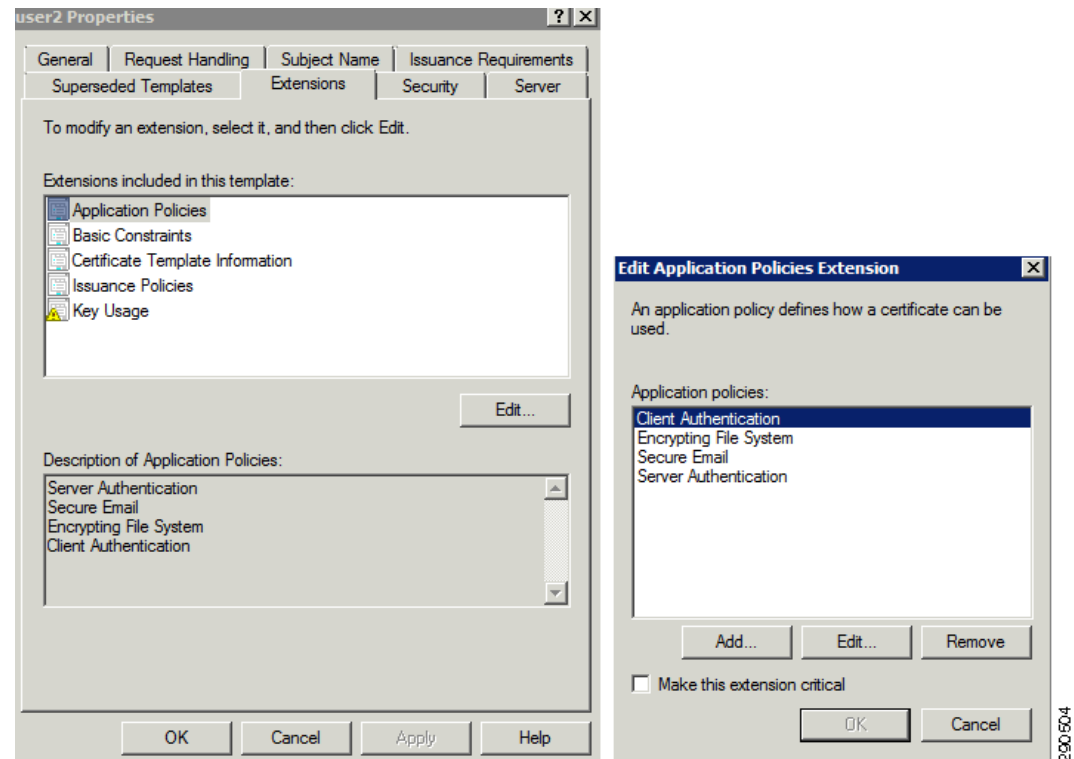 user2 Properties
General
Request Handling
Subject Name
Issuance Requirements
Superseded Templates
Extensions
Security
Server
To modify an extension, select it, and then click Edit.
Extensions included in this template:
Application Policies
Basic Constraints
Certificate Template Information
Issuance Policies
Key Usage
Edit...
Description of Application Policies:
Server Authentication
Secure Email
Encrypting File System
Client Authentication
OK
Cancel
Apply
Help
Edit Application Policies Extension
An application policy defines how a certificate can be
used.
Application policies:
Client Authentication
Encrypting File System
Secure Email
Server Authentication
Add...
Edit...
Remove
Make this extension critical
OK
Cancel
290504